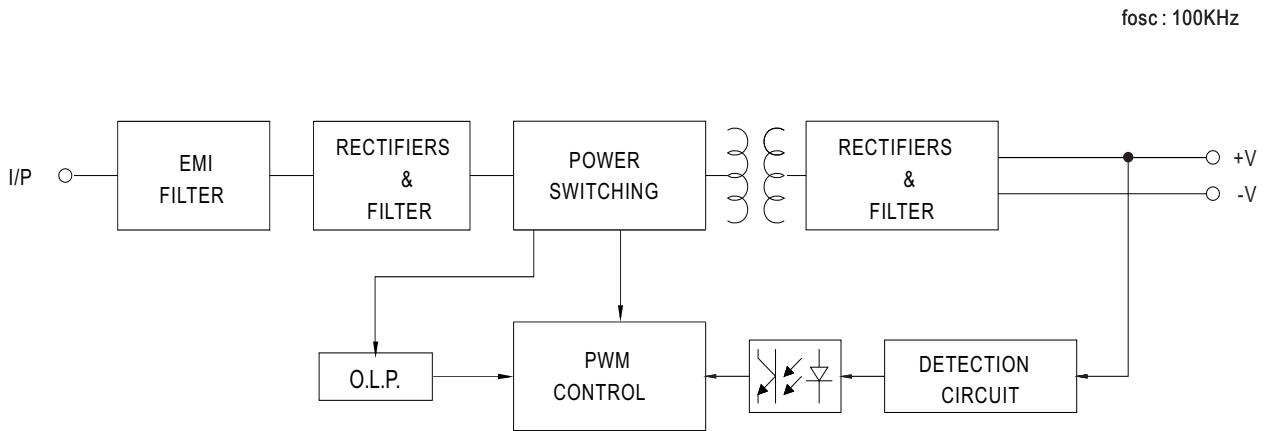 fosc : 100KHz
I/P
EMI
FILTER
RECTIFIERS
&
FILTER
POWER
SWITCHING
RECTIFIERS
&
FILTER
+V
-V
O.L.P.
PWM
CONTROL
DETECTION
CIRCUIT